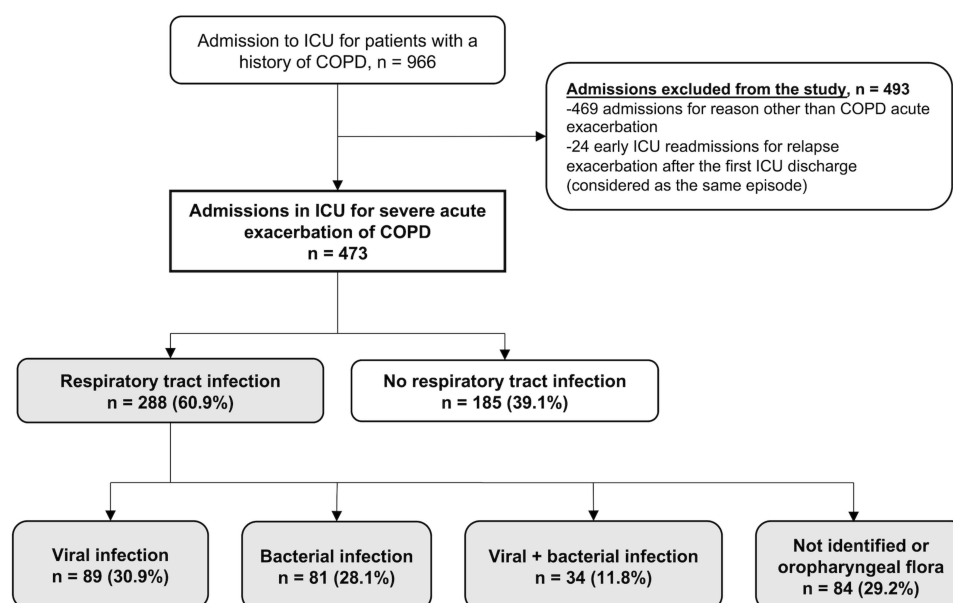 Admission to ICU for patients with a
history of COPD, n = 966
Admissions excluded from the study, n = 493
-469 admissions for reason other than COPD acute
exacerbation
-24 early ICU readmissions for relapse
exacerbation after the first ICU discharge
(considered as the same episode)
Admissions in ICU for severe acute
exacerbation of COPD
n = 473
Respiratory tract infection
n = 288 (60.9%)
No respiratory tract infection
n = 185 (39.1%)
Viral infection
n = 89 (30.9%)
Bacterial infection
n = 81 (28.1%)
Viral + bacterial infection
n = 34 (11.8%)
Not identified or
oropharyngeal flora
n = 84 (29.2%)